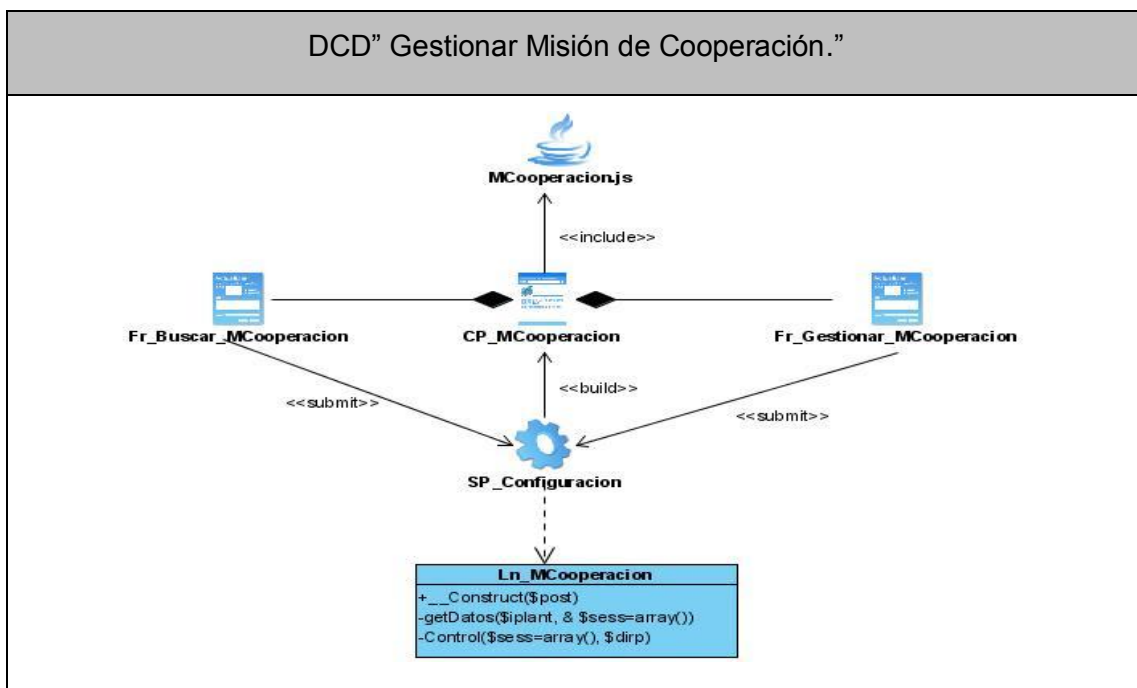 DCD” Gestionar Misión de Cooperación.”
MCooperacion.js
<<include>>
Fr_Buscar_MCooperacion
CP_MCooperacion
Fr_Gestionar_MCooperacion
<<submit>>
<<build>>
<<submit>>
SP_Configuracion
Ln_MCooperacion
+__Construct($post)
-getDatos($iplant, & $sess=array())
-Control($sess=array(), $dirp)